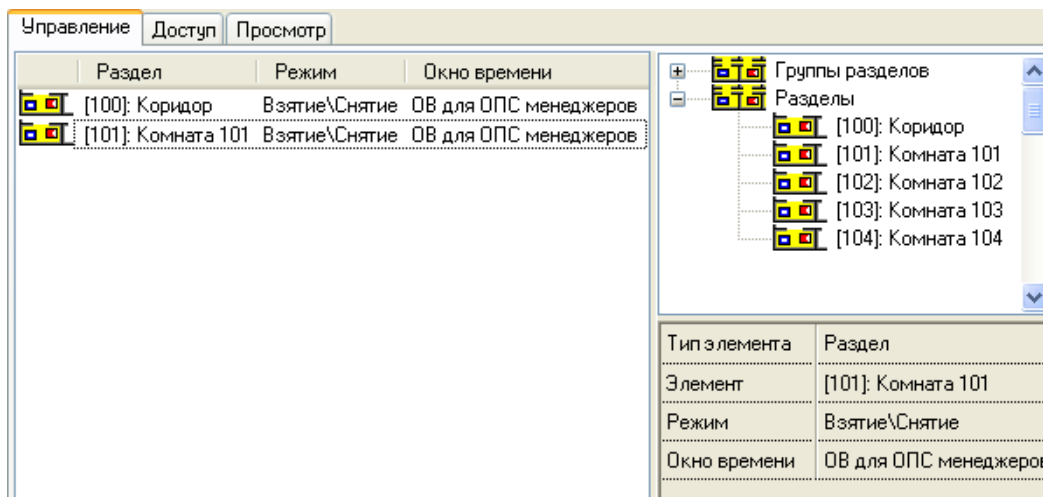 Управление Доступ Просмотр
Раздел Режим Окно времени
[100]: Коридор Взятие\Снятие ОВ для ОПС менеджеров
[101]: Комната 101 Взятие\Снятие ОВ для ОПС менеджеров
Группы разделов
Разделы
[100]: Коридор
[101]: Комната 101
[102]: Комната 102
[103]: Комната 103
[104]: Комната 104
Тип элемента Раздел
Элемент [101]: Комната 101
Режим Взятие\Снятие
Окно времени ОВ для ОПС менеджеров